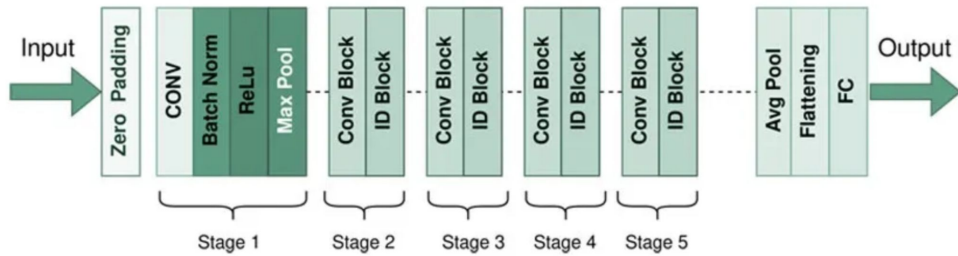 Input
Zero Padding
CONV
Batch Norm
ReLu
Max Pool
Conv Block
ID Block
Conv Block
ID Block
Conv Block
ID Block
Conv Block
ID Block
Avg Pool
Flattening
FC
Output
Stage 1
Stage 2
Stage 3
Stage 4
Stage 5